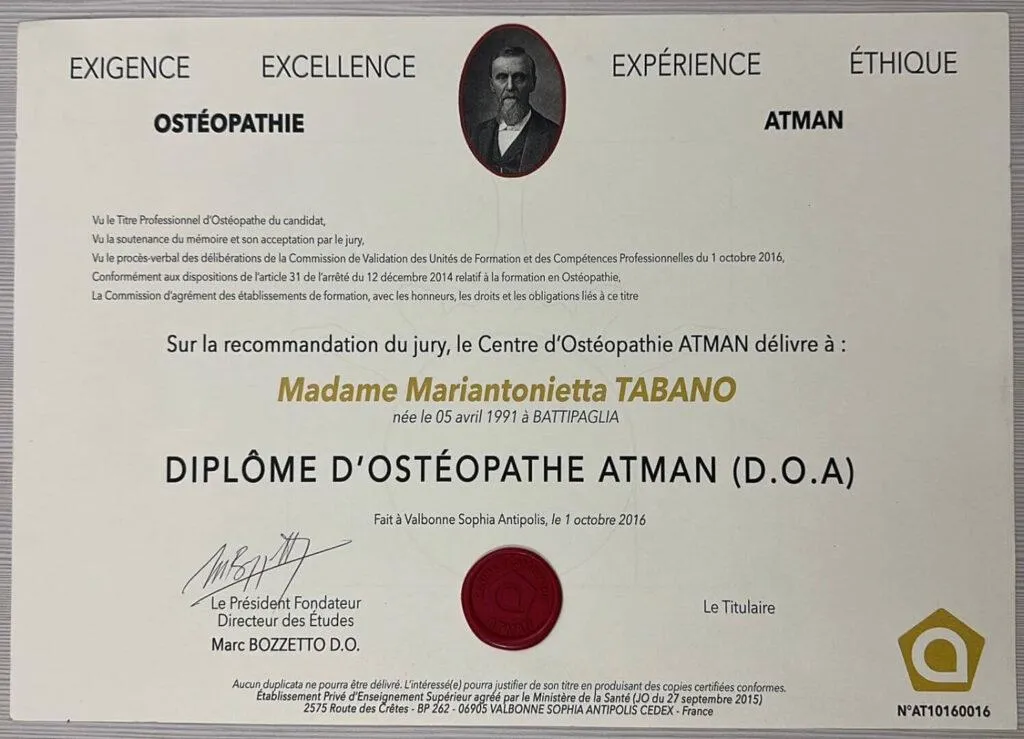 EXIGENCE EXCELLENCE EXPÉRIENCE ÉTHIQUE
OSTÉOPATHIE ATMAN
Vu le Titre Professionnel d'Ostéopathe du candidat,
Vu la soutenance du mémoire et son acceptation par le jury,
Vu le procès-verbal des délibérations de la Commission de Validation des Unités de Formation et des Compétences Professionnelles du 1 octobre 2016,
Conformément aux dispositions de l'article 31 de l'arrêté du 12 décembre 2014 relatif à la formation en Ostéopathie,
La Commission d'agrément des établissements de formation, avec les honneurs, les droits et les obligations liés à ce titre
Sur la recommandation du jury, le Centre d'Ostéopathie ATMAN délivre à :
Madame Mariantonietta TABANO
née le 05 avril 1991 à BATTIPAGLIA
DIPLÔME D'OSTÉOPATHE ATMAN (D.O.A)
Fait à Valbonne Sophia Antipolis, le 1 octobre 2016
Le Président Fondateur
Directeur des Études
Marc BOZZETTO D.O.
Le Titulaire
Aucun duplicata ne pourra être délivré. L'intéressé(e) pourra justifier de son titre en produisant des copies certifiées conformes.
Établissement Privé d'Enseignement Supérieur agréé par le Ministère de la Santé (JO du 27 septembre 2015)
2575 Route des Crêtes - BP 262 - 06905 VALBONNE SOPHIA ANTIPOLIS CEDEX - France
N°AT10160016